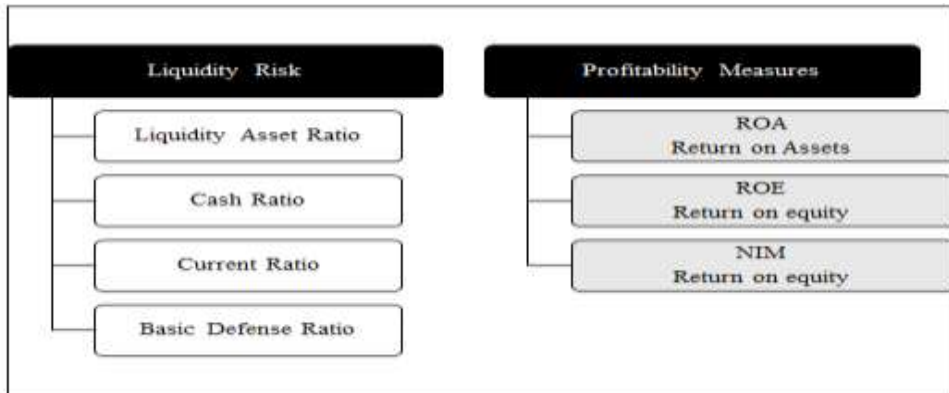 Liquidity Risk
Liquidity Asset Ratio
Cash Ratio
Current Ratio
Basic Defense Ratio
Profitability Measures
ROA
Return on Assets
ROE
Return on equity
NIM
Return on equity